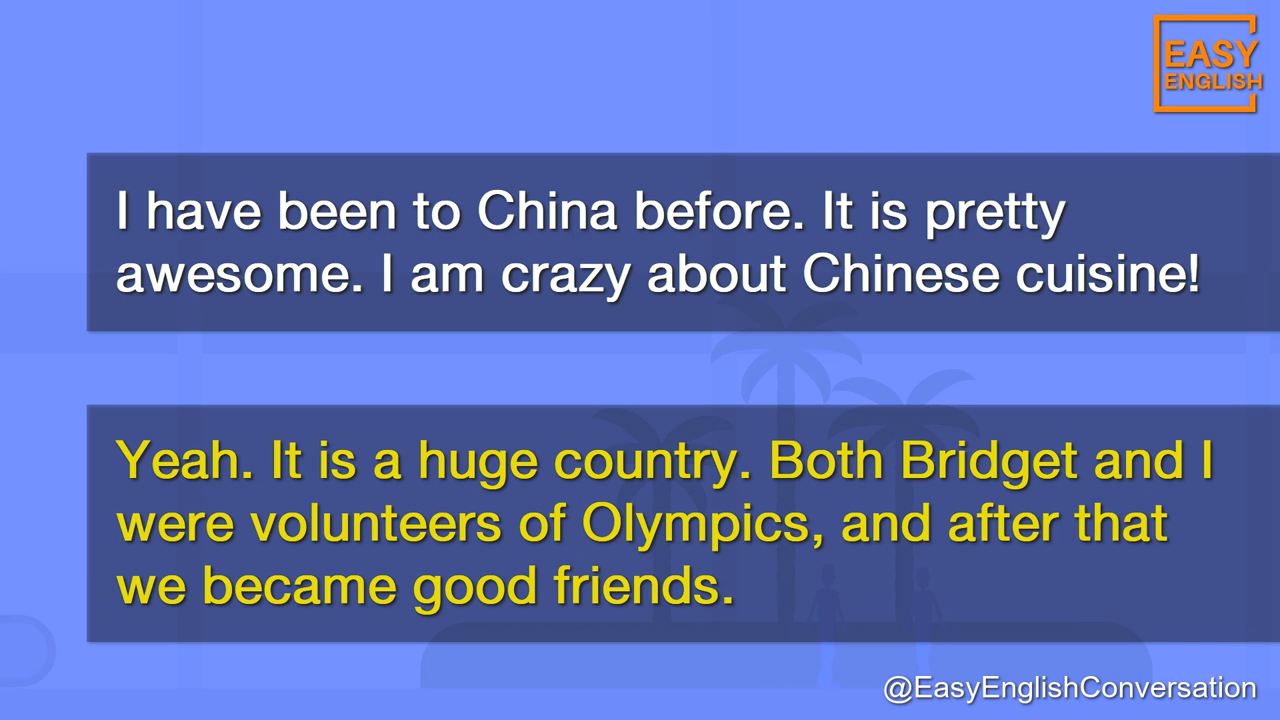 EASY
ENGLISH
I have been to China before. It is pretty
awesome. I am crazy about Chinese cuisine!
Yeah. It is a huge country. Both Bridget and I
were volunteers of Olympics, and after that
we became good friends.
@EasyEnglishConversation